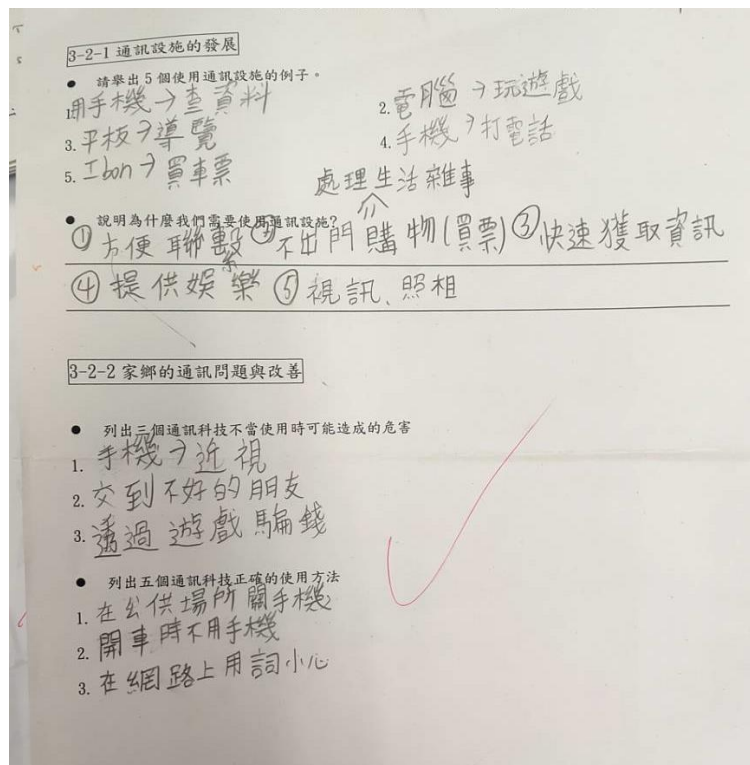 3-2-1 通訊設施的發展
● 請舉出 5 個使用通訊設施的例子。
1.用手機→查資料
2.電腦→玩遊戲
3.平板→導覽
4.手機→打電話
5.Ibon→買車票
處理生活雜事
● 說明為什麼我們需要使用通訊設施?
①方便聯繫②不出門購物(買票)③快速獲取資訊
④提供娛樂⑤視訊、照相
3-2-2 家鄉的通訊問題與改善
● 列出三個通訊科技不當使用時可能造成的危害
1.手機→近視
2.交到不好的朋友
3.透過遊戲騙錢
● 列出五個通訊科技正確的使用方法
1.在公供場所關手機
2.開車時不用手機
3.在網路上用詞小心